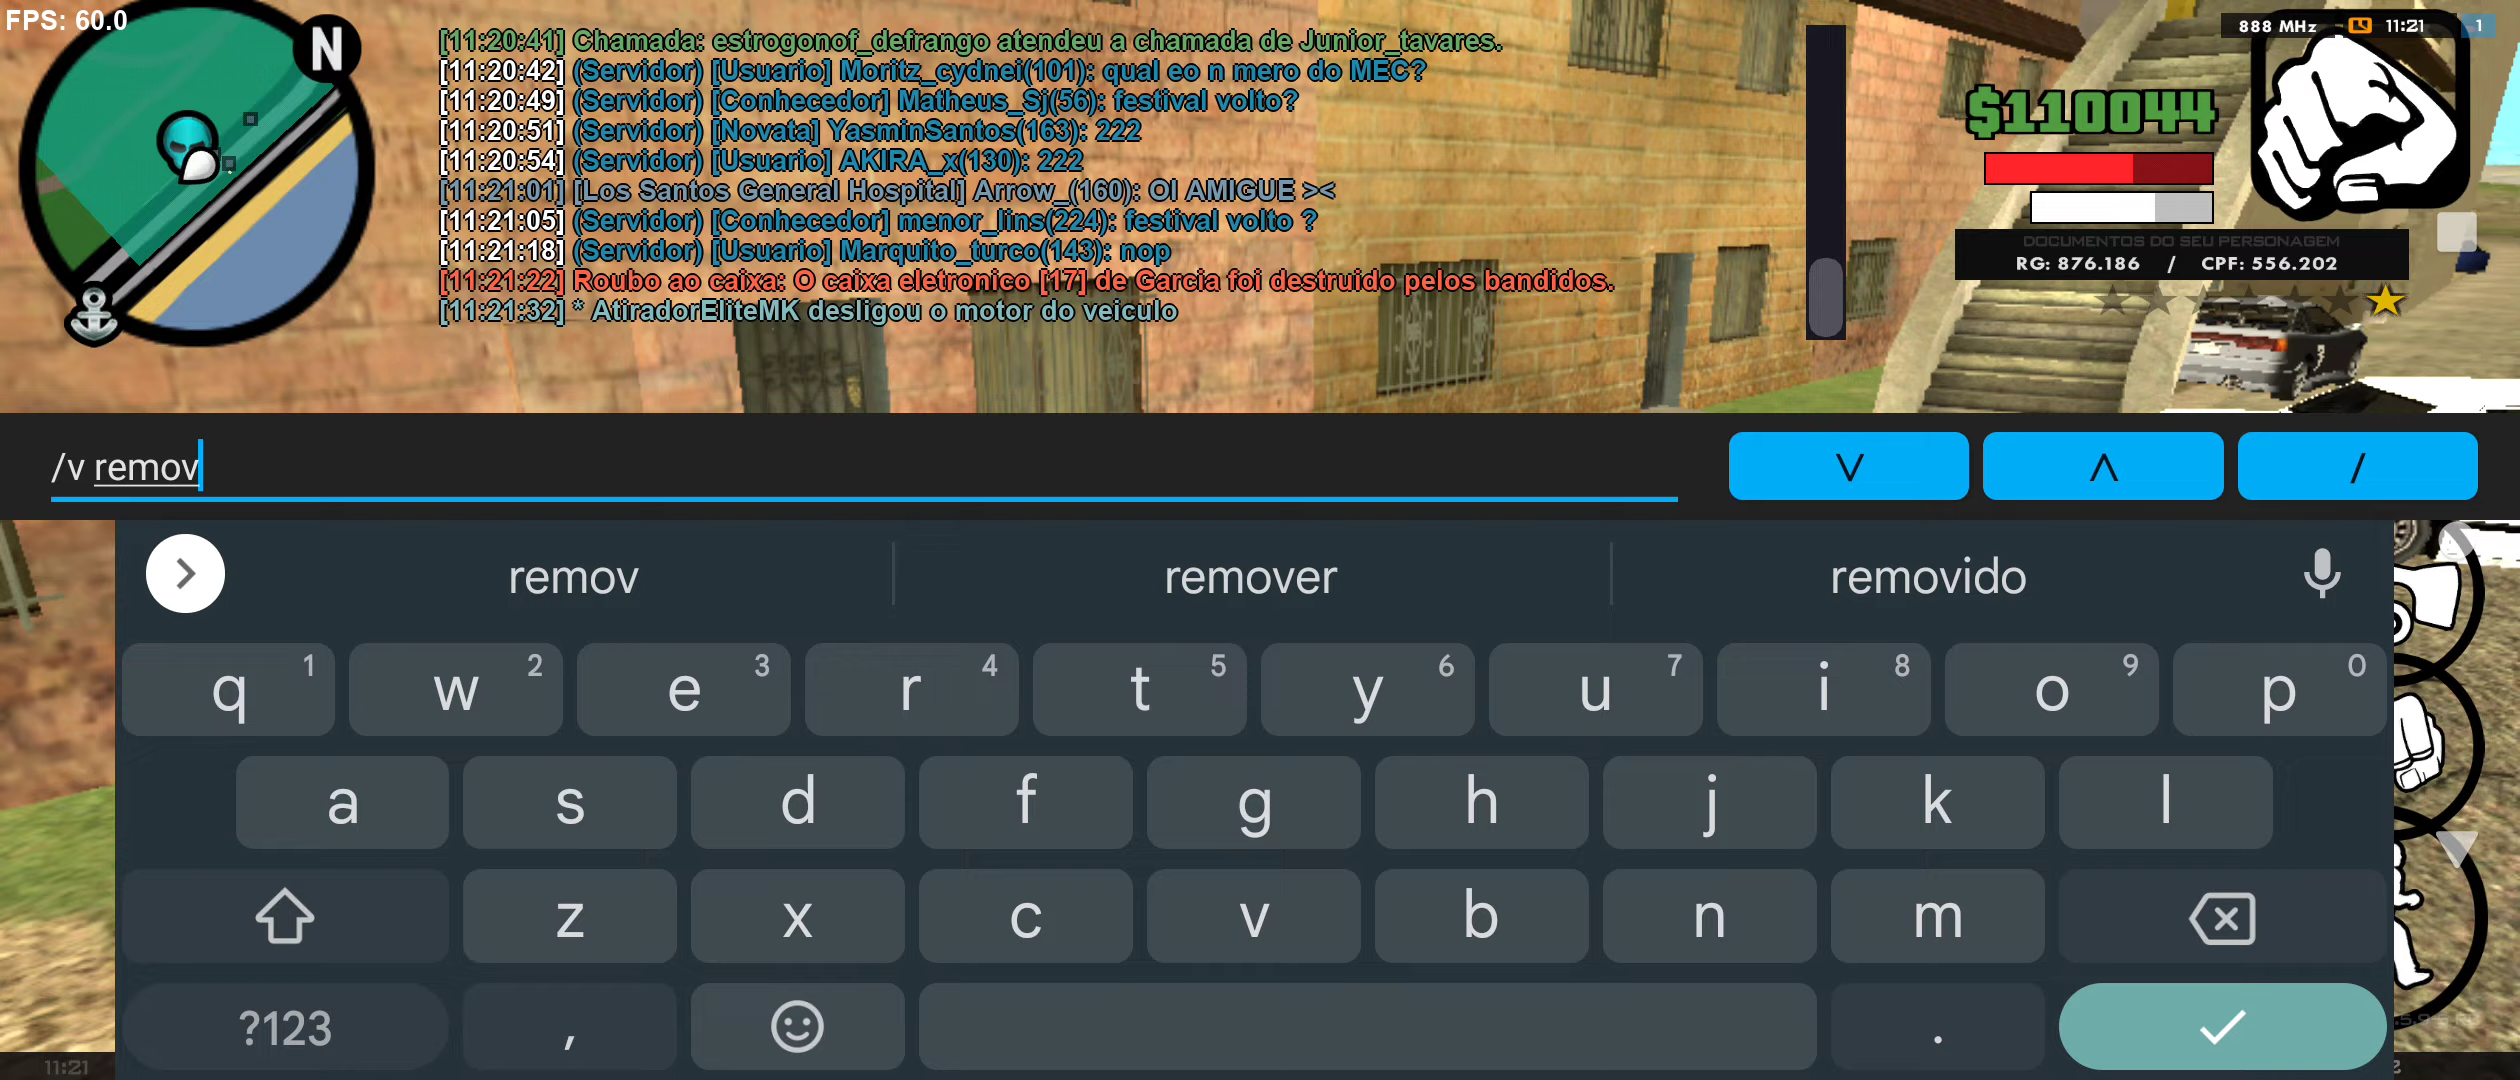 FPS: 60.0
N
[11:20:41] Chamada: estrogonof_defrango atendeu a chamada de Junior_tavares.
[11:20:42] (Servidor) [Usuario] Moritz_cydnei(101): qual eo n mero do MEC?
[11:20:49] (Servidor) [Conhecedor] Matheus_Sj(56): festival volto?
[11:20:51] (Servidor) [Novata] YasminSantos(163): 222
[11:20:54] (Servidor) [Usuario] AKIRA_x(130): 222
[11:21:01] [Los Santos General Hospital] Arrow_(160): OI AMIGUE ><
[11:21:05] (Servidor) [Conhecedor] menor_lins(224): festival volto ?
[11:21:18] (Servidor) [Usuario] Marquito_turco(143): nop
[11:21:22] Roubo ao caixa: O caixa eletronico [17] de Garcia foi destruido pelos bandidos.
[11:21:32] * AtiradorEliteMK desligou o motor do veiculo
888 MHz 11:21 1
$110044
DOCUMENTOS DO SEU PERSONAGEM
RG: 876.186 / CPF: 556.202
/v remov
V Λ /
remov remover removido
q 1 w 2 e 3 r 4 t 5 y 6 u 7 i 8 o 9 p 0
a s d f g h j k l
z x c v b n m
?123 , .
11:21